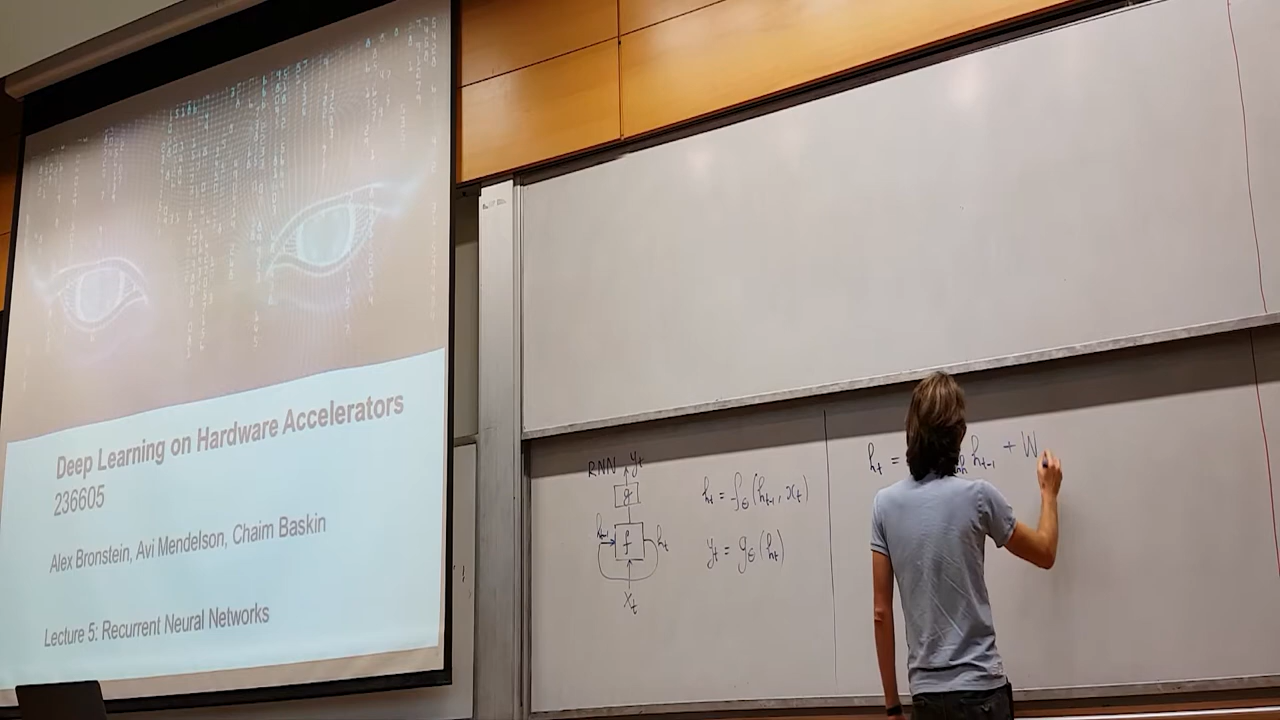 Deep Learning on Hardware Accelerators
236605
Alex Bronstein, Avi Mendelson, Chaim Baskin
Lecture 5: Recurrent Neural Networks
RNN y_t
g
h_{t-1} f h_t
x_t
h_t = f_Θ(h_{t-1}, x_t)
y_t = g_Θ(h_t)
h_t = h_{t-1} + W